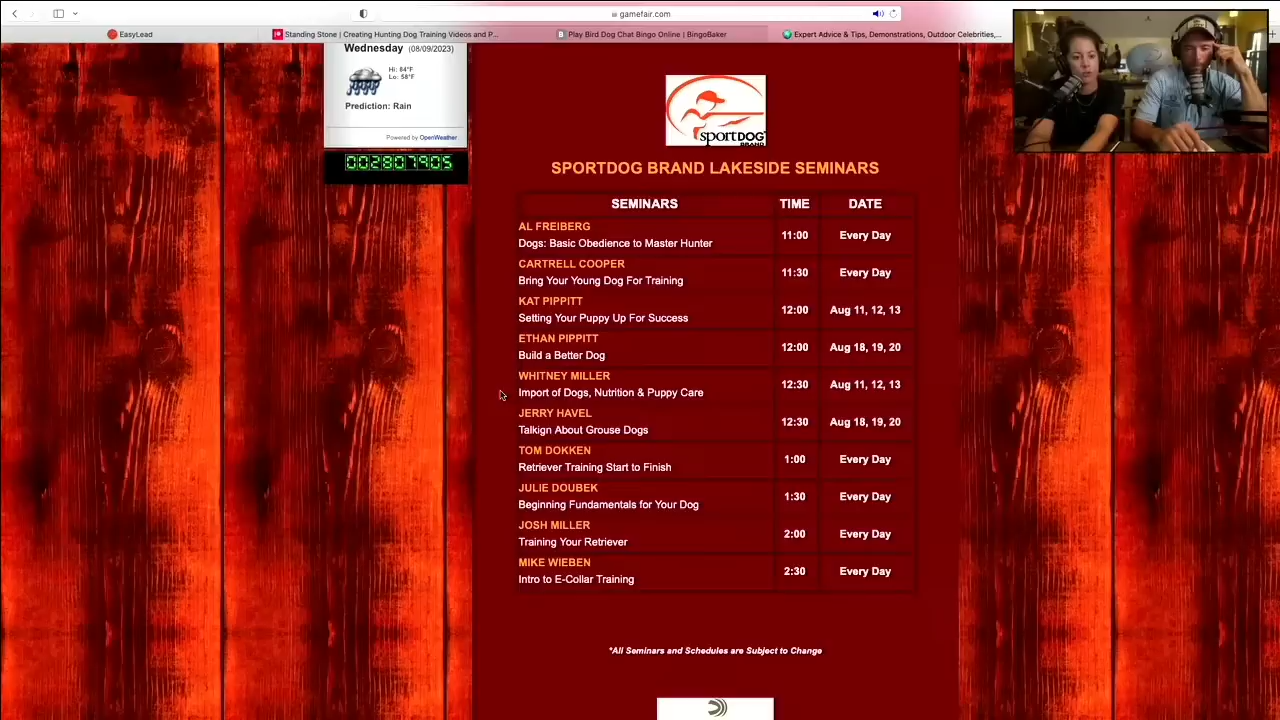 gamefair.com
EasyLead
Standing Stone | Creating Hunting Dog Training Videos and P...
Play Bird Dog Chat Bingo Online | BingoBaker
Expert Advice & Tips, Demonstrations, Outdoor Celebrities,...
Wednesday (08/09/2023)
Hi: 84°F
Lo: 58°F
Prediction: Rain
Powered by OpenWeather
002807905
sportDOG
BRAND
SPORTDOG BRAND LAKESIDE SEMINARS
SEMINARS TIME DATE
AL FREIBERG
Dogs: Basic Obedience to Master Hunter 11:00 Every Day
CARTRELL COOPER
Bring Your Young Dog For Training 11:30 Every Day
KAT PIPPITT
Setting Your Puppy Up For Success 12:00 Aug 11, 12, 13
ETHAN PIPPITT
Build a Better Dog 12:00 Aug 18, 19, 20
WHITNEY MILLER
Import of Dogs, Nutrition & Puppy Care 12:30 Aug 11, 12, 13
JERRY HAVEL
Talkign About Grouse Dogs 12:30 Aug 18, 19, 20
TOM DOKKEN
Retriever Training Start to Finish 1:00 Every Day
JULIE DOUBEK
Beginning Fundamentals for Your Dog 1:30 Every Day
JOSH MILLER
Training Your Retriever 2:00 Every Day
MIKE WIEBEN
Intro to E-Collar Training 2:30 Every Day
*All Seminars and Schedules are Subject to Change